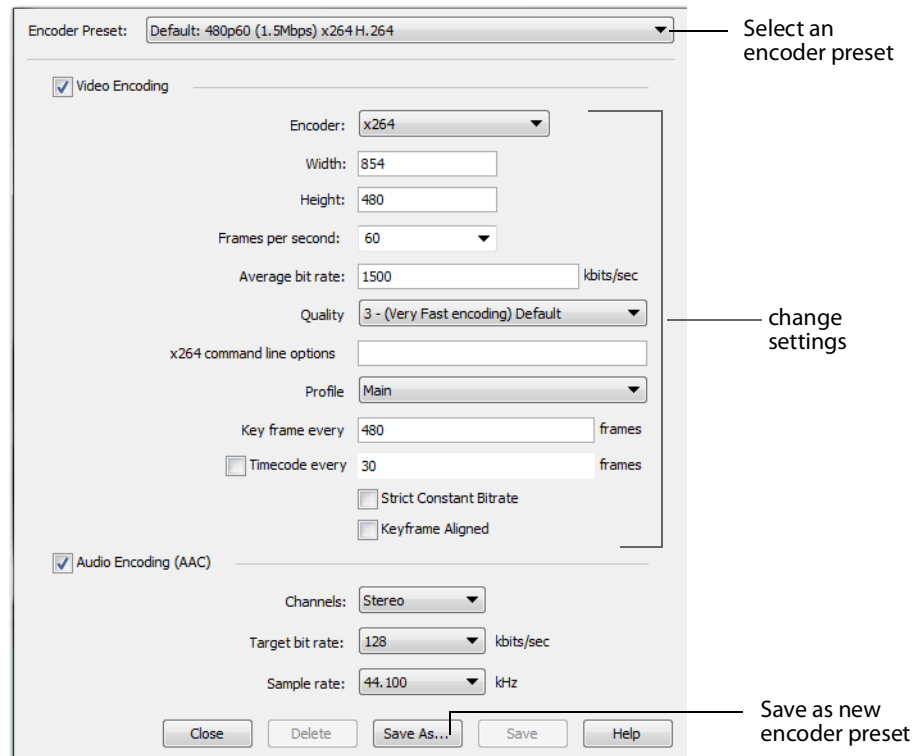 Encoder Preset: Default: 480p60 (1.5Mbps) x264 H.264
Select an
encoder preset
Video Encoding
Encoder: x264
Width: 854
Height: 480
Frames per second: 60
Average bit rate: 1500 kbits/sec
Quality 3 - (Very Fast encoding) Default
change
settings
x264 command line options
Profile Main
Key frame every 480 frames
Timecode every 30 frames
Strict Constant Bitrate
Keyframe Aligned
Audio Encoding (AAC)
Channels: Stereo
Target bit rate: 128 kbits/sec
Sample rate: 44.100 kHz
Close Delete Save As... Save Help
Save as new
encoder preset